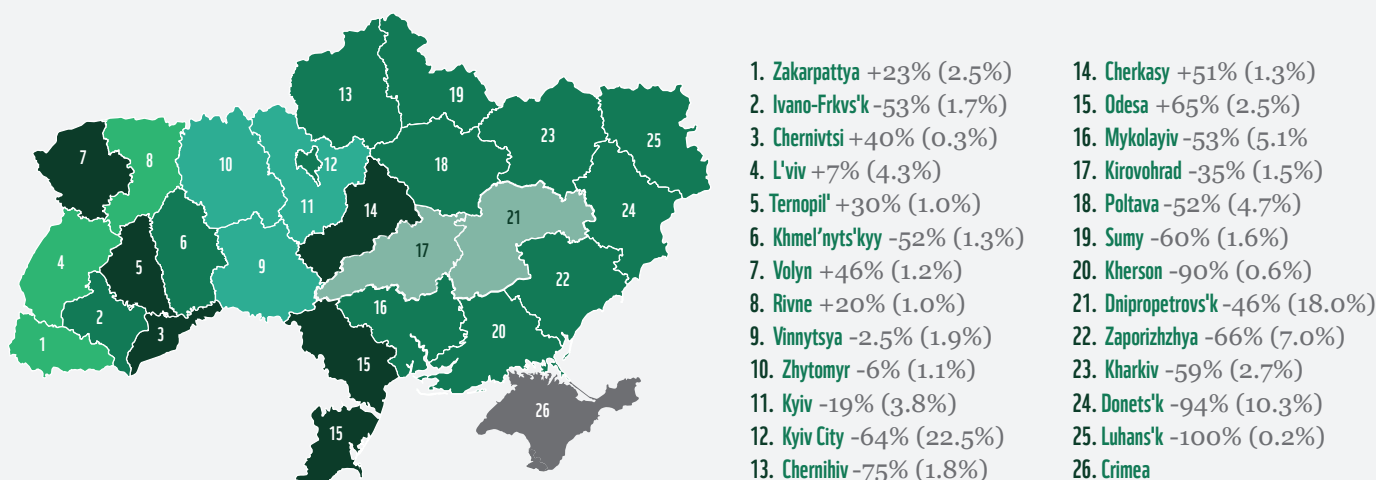 13
19
23
25
7
8
10
12
18
11
14
21
24
6
17
4
5
9
22
2
16
20
3
1
15
26
15
1. Zakarpattya +23% (2.5%)
2. Ivano-Frkvs'k -53% (1.7%)
3. Chernivtsi +40% (0.3%)
4. L'viv +7% (4.3%)
5. Ternopil' +30% (1.0%)
6. Khmel’nyts'kyy -52% (1.3%)
7. Volyn +46% (1.2%)
8. Rivne +20% (1.0%)
9. Vinnytsya -2.5% (1.9%)
10. Zhytomyr -6% (1.1%)
11. Kyiv -19% (3.8%)
12. Kyiv City -64% (22.5%)
13. Chernihiv -75% (1.8%)
14. Cherkasy +51% (1.3%)
15. Odesa +65% (2.5%)
16. Mykolayiv -53% (5.1%
17. Kirovohrad -35% (1.5%)
18. Poltava -52% (4.7%)
19. Sumy -60% (1.6%)
20. Kherson -90% (0.6%)
21. Dnipropetrovs'k -46% (18.0%)
22. Zaporizhzhya -66% (7.0%)
23. Kharkiv -59% (2.7%)
24. Donets'k -94% (10.3%)
25. Luhans'k -100% (0.2%)
26. Crimea